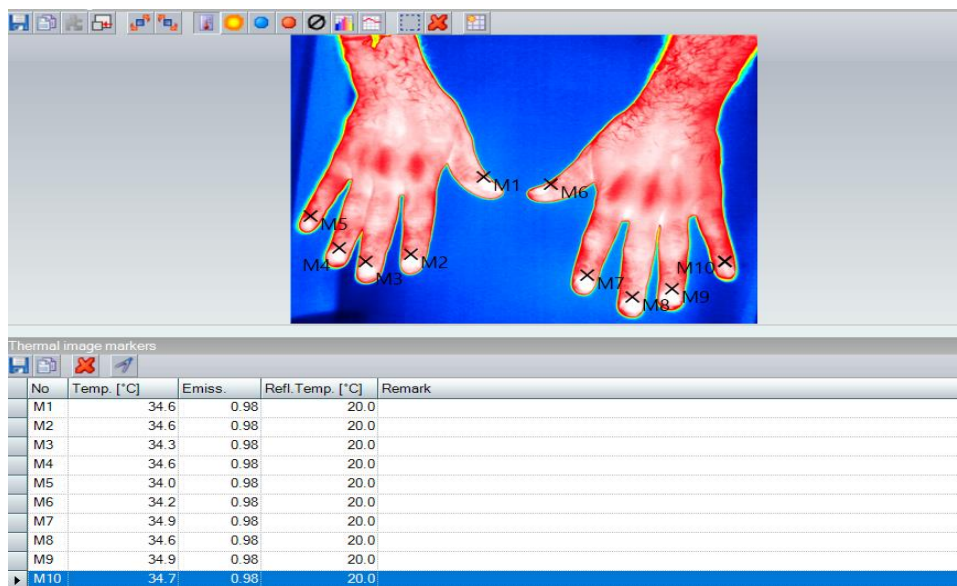 M1
M6
M5
M4
M2
M3
M10
M7
M9
M8
Thermal image markers
No Temp. [°C] Emiss. Refl.Temp. [°C] Remark
M1 34.6 0.98 20.0
M2 34.6 0.98 20.0
M3 34.3 0.98 20.0
M4 34.6 0.98 20.0
M5 34.0 0.98 20.0
M6 34.2 0.98 20.0
M7 34.9 0.98 20.0
M8 34.6 0.98 20.0
M9 34.9 0.98 20.0
M10 34.7 0.98 20.0